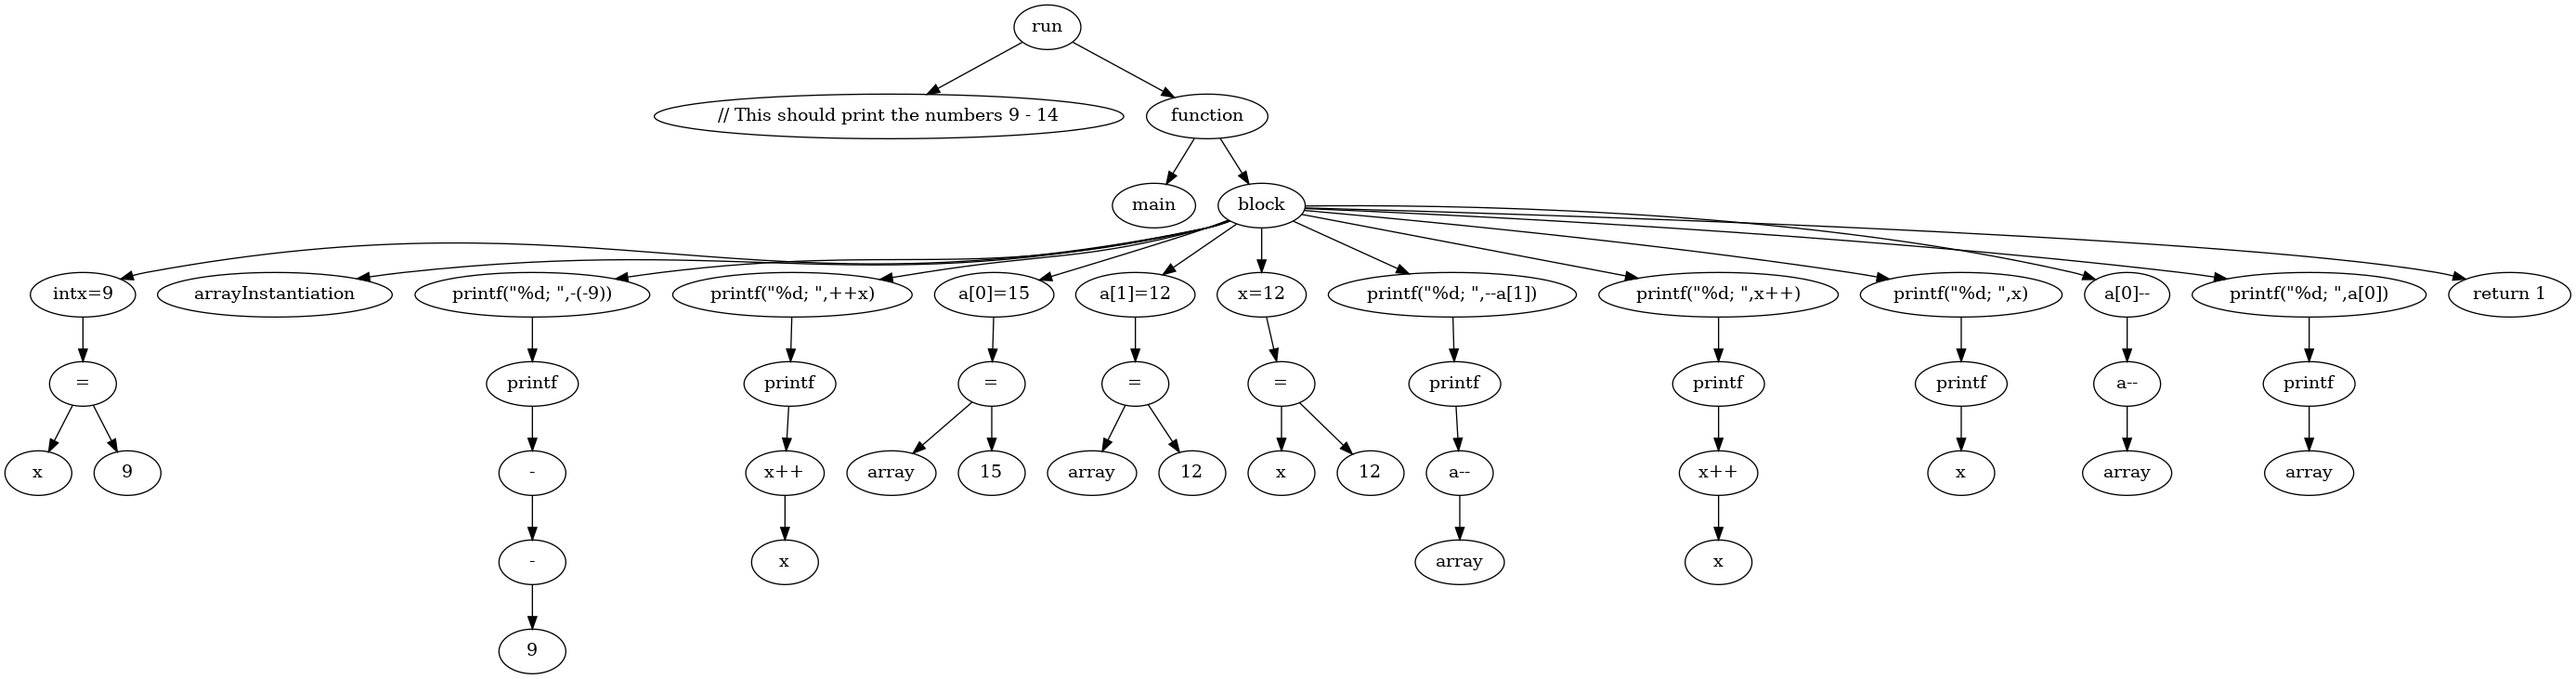 run
// This should print the numbers 9 - 14
function
main
block
intx=9
arrayInstantiation
printf("%d; ",-(-9))
printf("%d; ",++x)
a[0]=15
a[1]=12
x=12
printf("%d; ",--a[1])
printf("%d; ",x++)
printf("%d; ",x)
a[0]--
printf("%d; ",a[0])
return 1
=
printf
printf
=
=
=
printf
printf
printf
a--
printf
x
9
-
x++
array
15
array
12
x
12
a--
x++
x
array
array
-
x
array
x
9